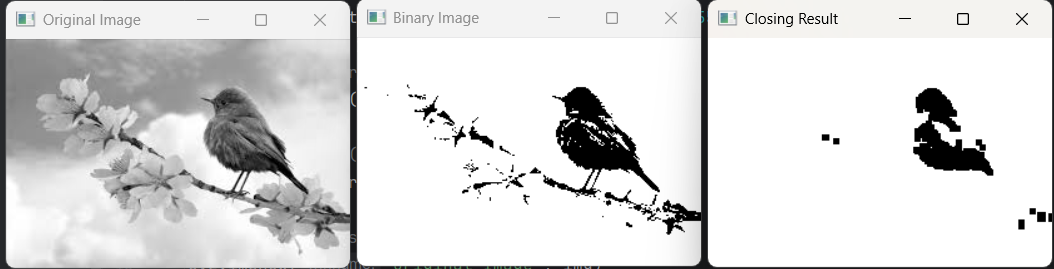 Original Image
Binary Image
Closing Result